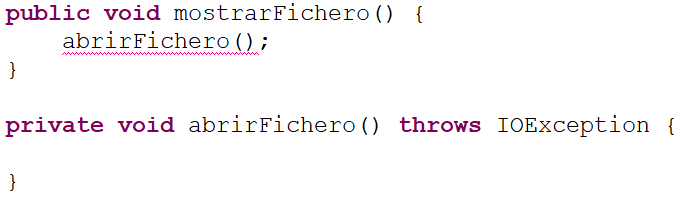 public void mostrarFichero() {
    abrirFichero();
}
private void abrirFichero() throws IOException {
}